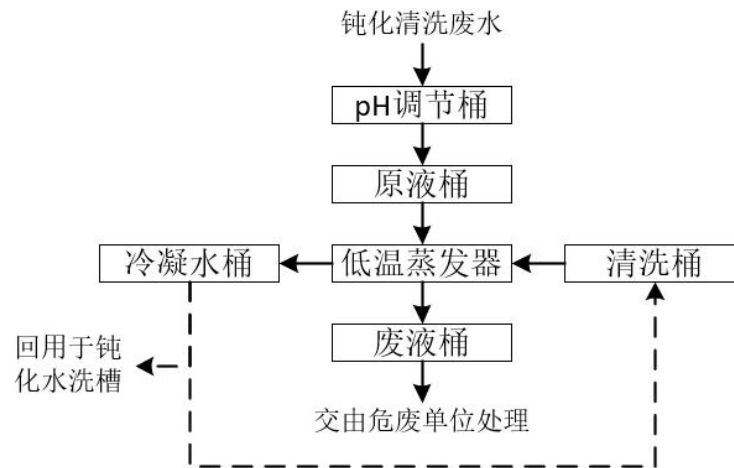 钝化清洗废水
pH调节桶
原液桶
冷凝水桶
低温蒸发器
清洗桶
废液桶
回用于钝
化水洗槽
交由危废单位处理